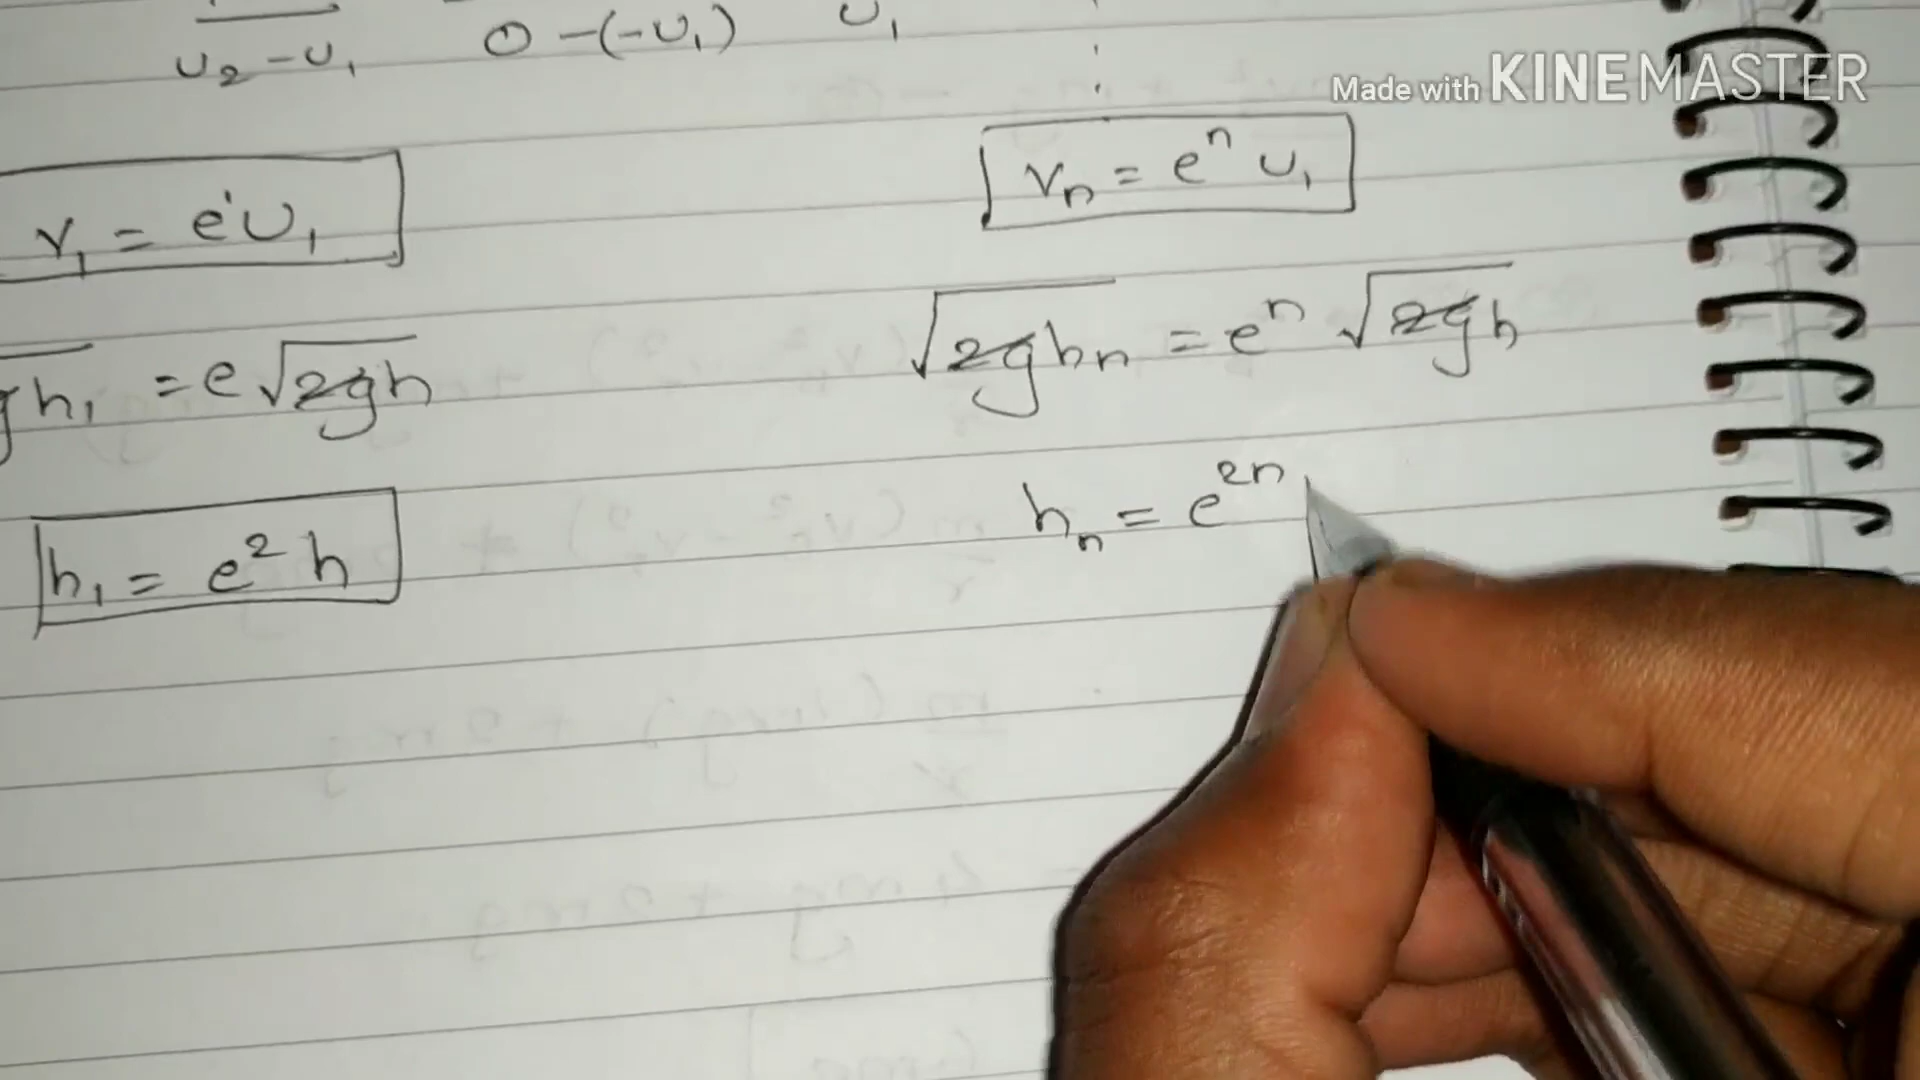 u₂ - u₁ 0 - (-u₁) u₁
Made with KINEMASTER
v₁ = e'u₁
vₙ = eⁿ u₁
gh₁ = e√2gh
√2ghₙ = eⁿ √2gh
h₁ = e² h
hₙ = e²ⁿ